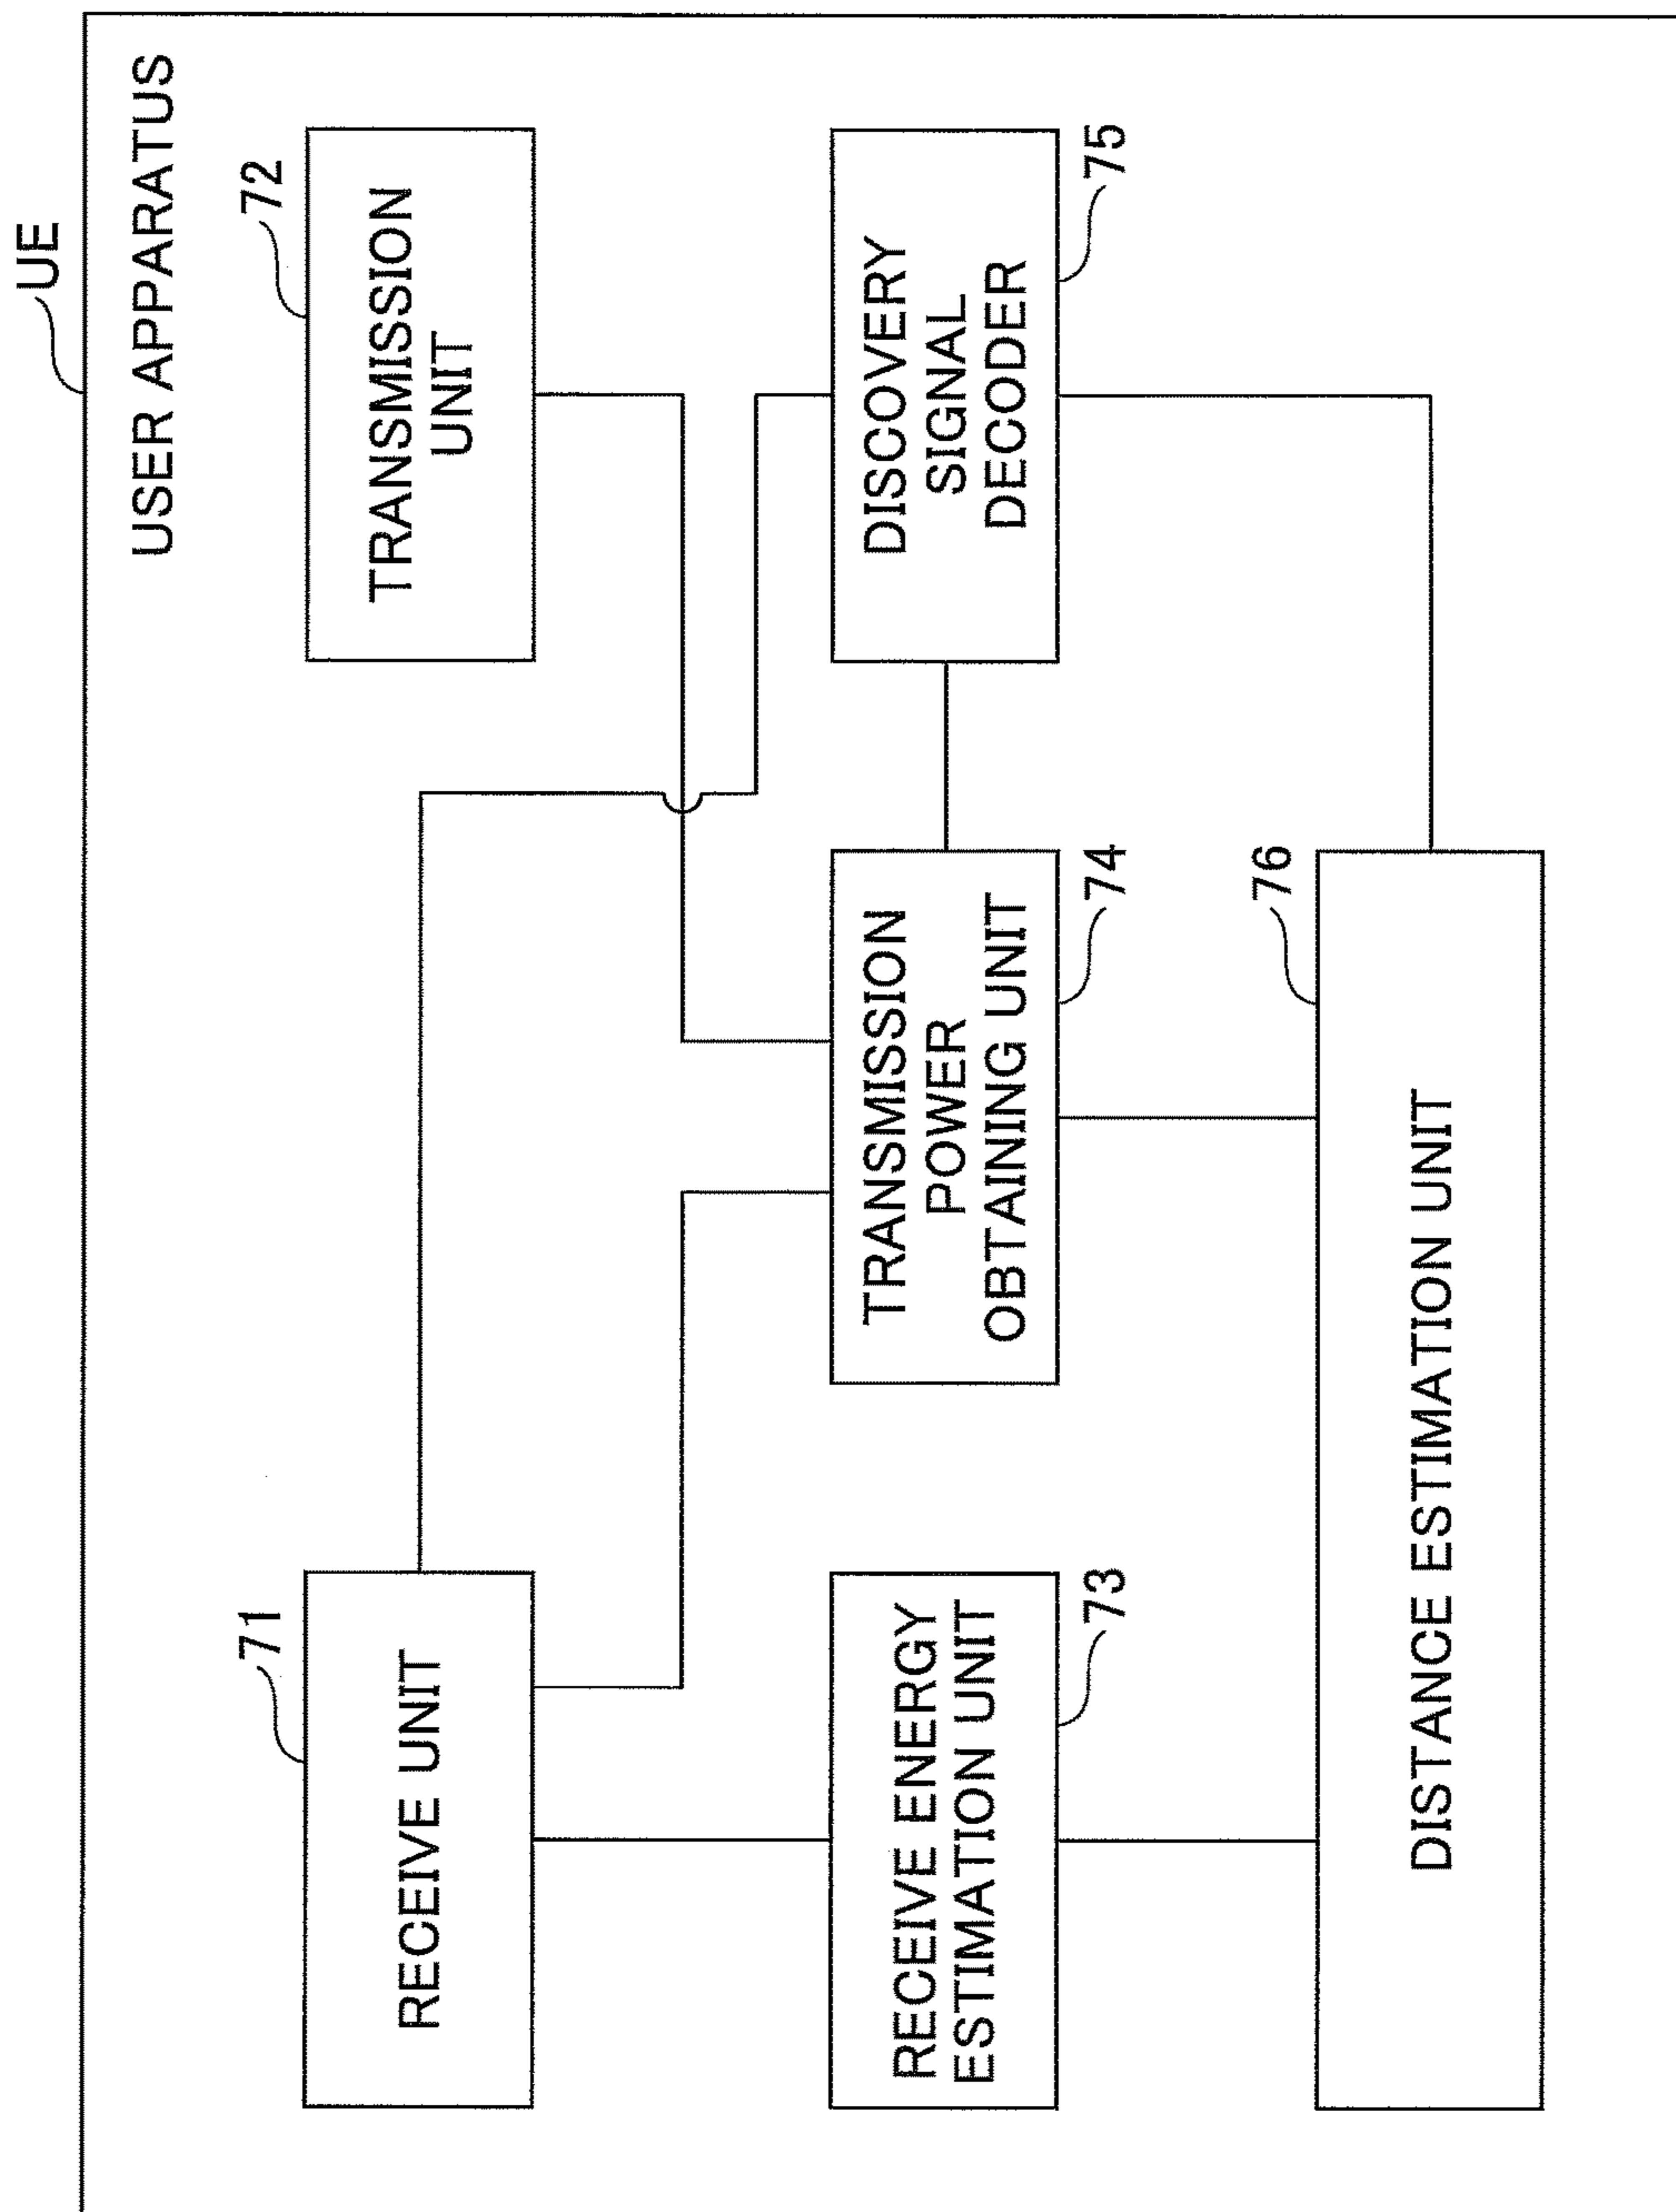 UE
USER APPARATUS
71
RECEIVE UNIT
72
TRANSMISSION
UNIT
RECEIVE ENERGY
ESTIMATION UNIT
73
TRANSMISSION
POWER
OBTAINING UNIT
74
DISCOVERY
SIGNAL
DECODER
75
76
DISTANCE ESTIMATION UNIT